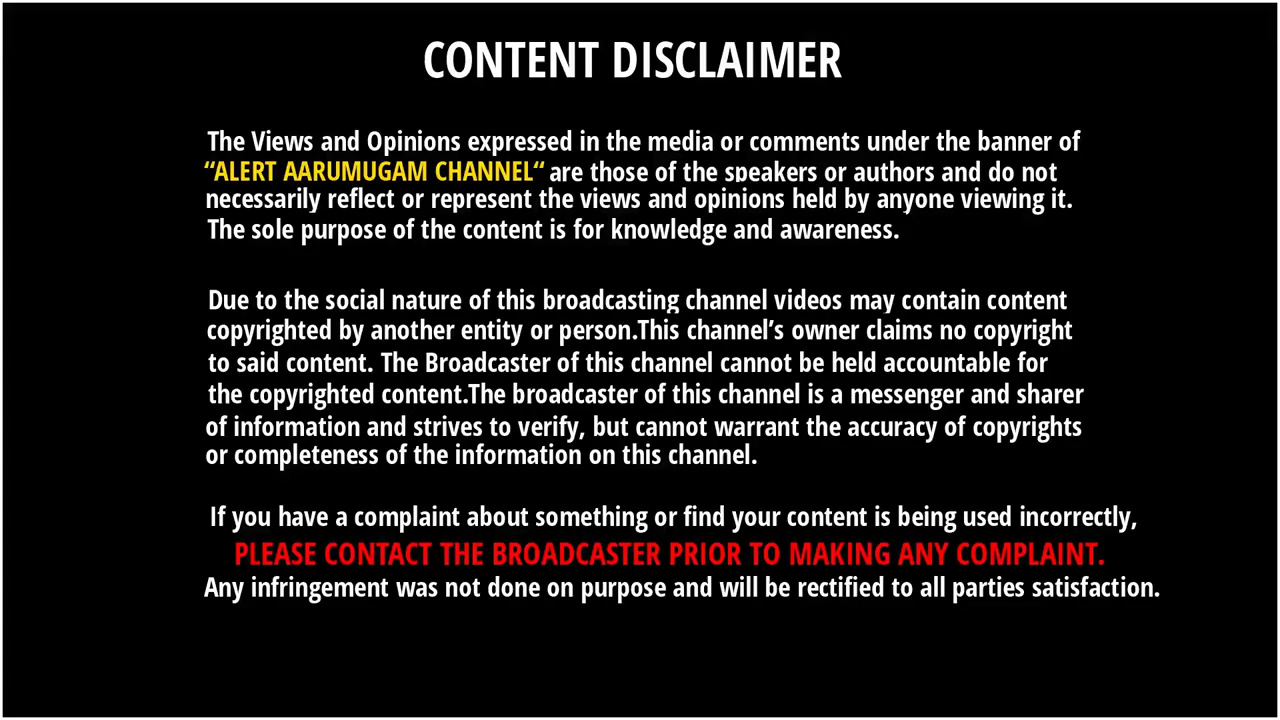 CONTENT DISCLAIMER
The Views and Opinions expressed in the media or comments under the banner of
“ALERT AARUMUGAM CHANNEL“ are those of the speakers or authors and do not
necessarily reflect or represent the views and opinions held by anyone viewing it.
The sole purpose of the content is for knowledge and awareness.
Due to the social nature of this broadcasting channel videos may contain content
copyrighted by another entity or person.This channel’s owner claims no copyright
to said content. The Broadcaster of this channel cannot be held accountable for
the copyrighted content.The broadcaster of this channel is a messenger and sharer
of information and strives to verify, but cannot warrant the accuracy of copyrights
or completeness of the information on this channel.
If you have a complaint about something or find your content is being used incorrectly,
PLEASE CONTACT THE BROADCASTER PRIOR TO MAKING ANY COMPLAINT.
Any infringement was not done on purpose and will be rectified to all parties satisfaction.